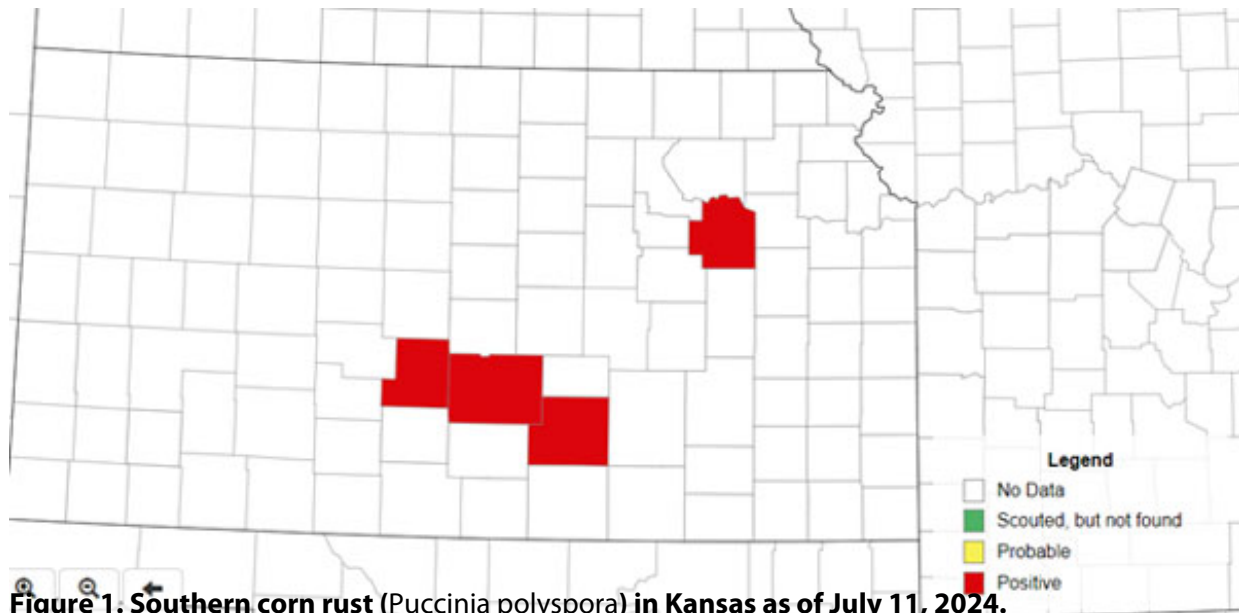 Legend
No Data
Scouted, but not found
Probable
Positive
Figure 1. Southern corn rust (Puccinia polyspora) in Kansas as of July 11, 2024.